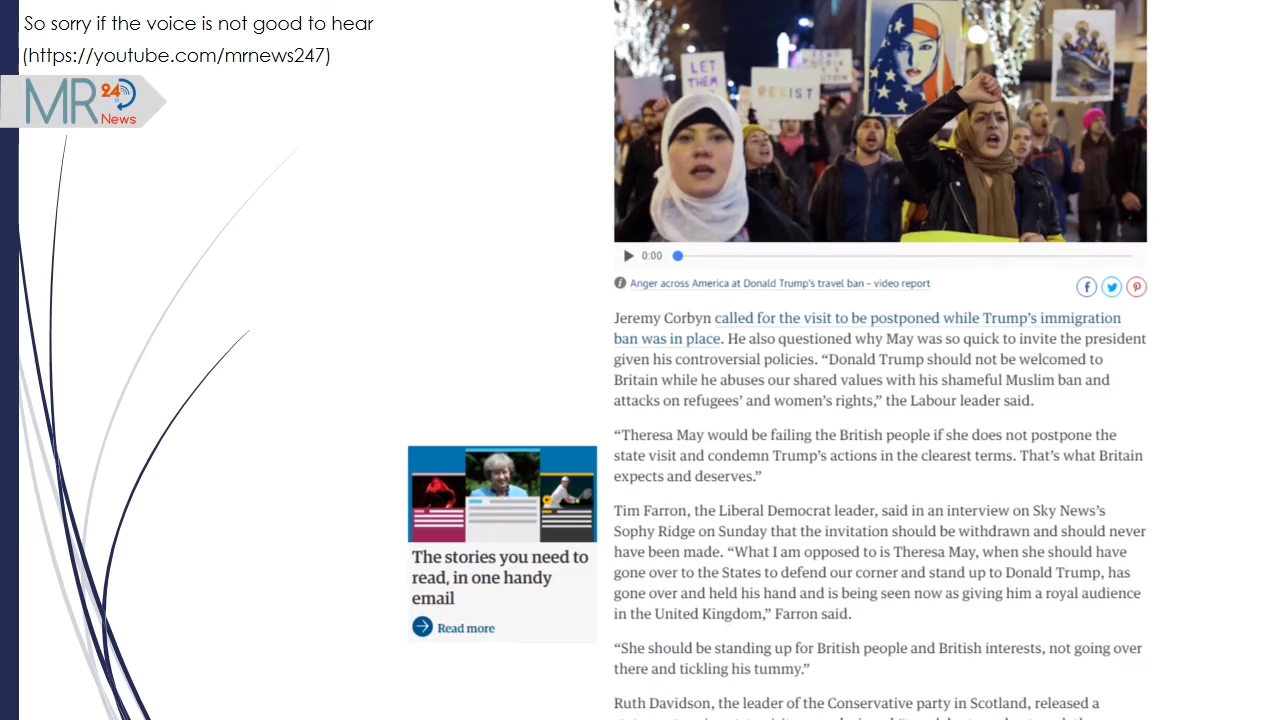 So sorry if the voice is not good to hear
(https://youtube.com/mrnews247)
MR 24
News
LET
THEM
RESIST
0:00
Anger across America at Donald Trump's travel ban – video report
Jeremy Corbyn called for the visit to be postponed while Trump's immigration
ban was in place. He also questioned why May was so quick to invite the president
given his controversial policies. “Donald Trump should not be welcomed to
Britain while he abuses our shared values with his shameful Muslim ban and
attacks on refugees’ and women’s rights,” the Labour leader said.
“Theresa May would be failing the British people if she does not postpone the
state visit and condemn Trump’s actions in the clearest terms. That’s what Britain
expects and deserves.”
The stories you need to
read, in one handy
email
Read more
Tim Farron, the Liberal Democrat leader, said in an interview on Sky News’s
Sophy Ridge on Sunday that the invitation should be withdrawn and should never
have been made. “What I am opposed to is Theresa May, when she should have
gone over to the States to defend our corner and stand up to Donald Trump, has
gone over and held his hand and is being seen now as giving him a royal audience
in the United Kingdom,” Farron said.
“She should be standing up for British people and British interests, not going over
there and tickling his tummy.”
Ruth Davidson, the leader of the Conservative party in Scotland, released a